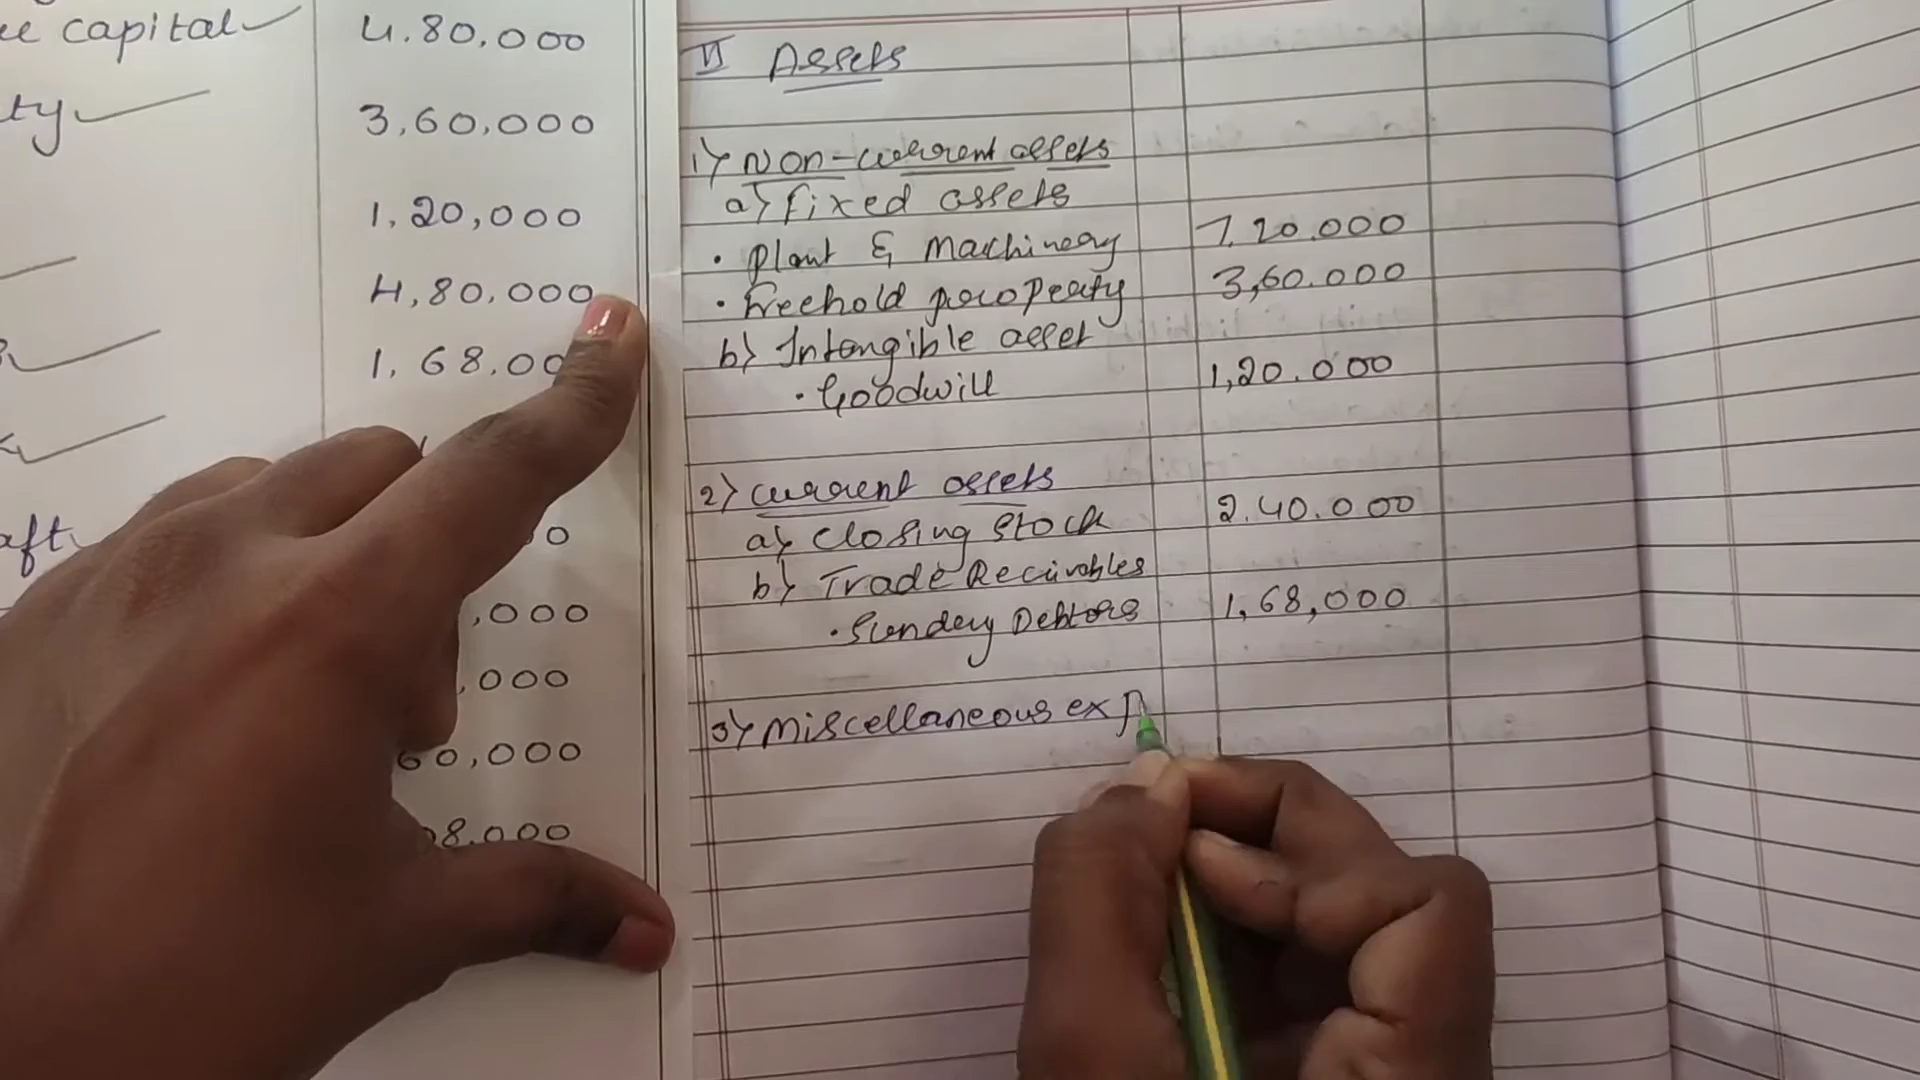 capital
4,80,000
ty
3,60,000
1,20,000
4,80,000
1,68,00
aft
0
,000
,000
60,000
8,000
II Assets
1) Non-current assets
a) Fixed assets
• Plant & Machinery 7,20,000
• Freehold property 3,60,000
b) Intangible asset
• Goodwill 1,20,000
2) current assets
a) Closing Stock 2,40,000
b) Trade Recivables
• Sundry Debtors 1,68,000
3) Miscellaneous exp